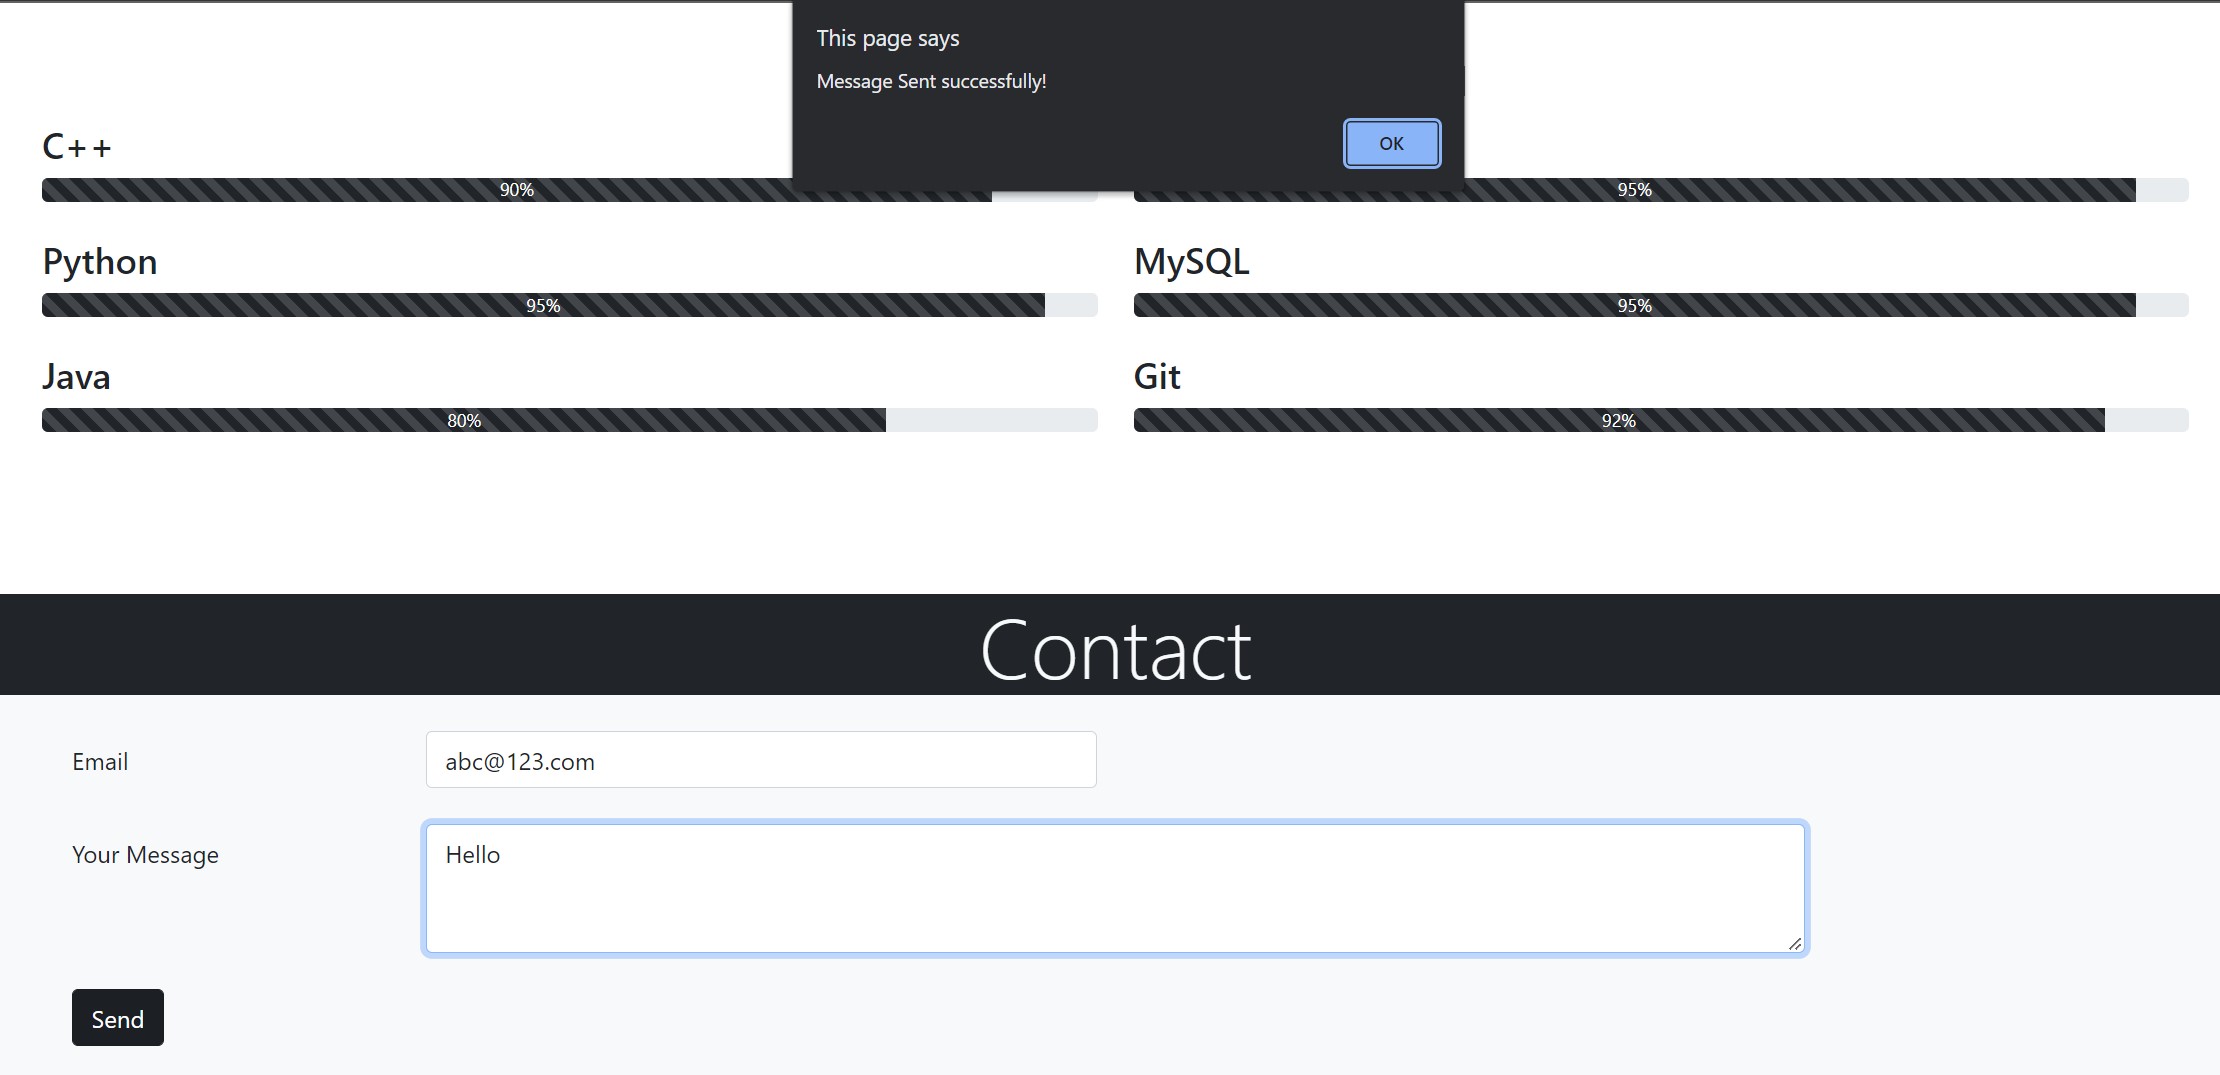 This page says
Message Sent successfully!
OK
C++
90%
95%
Python
MySQL
95%
95%
Java
Git
80%
92%
Contact
Email
abc@123.com
Your Message
Hello
Send